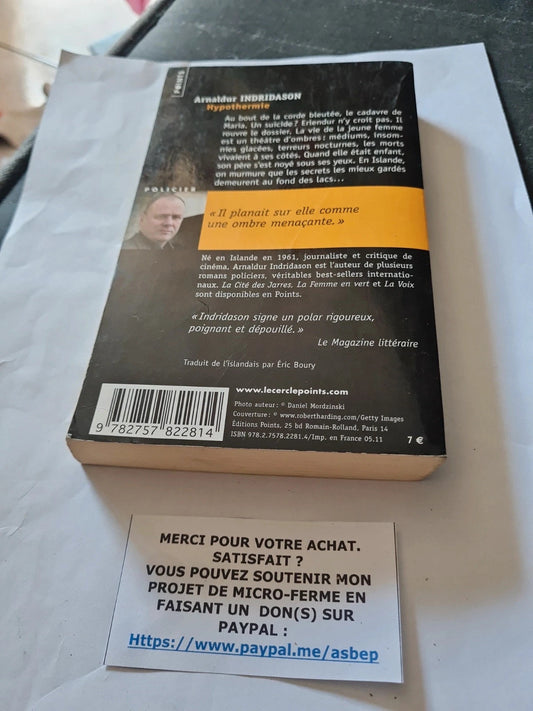 POINTS
Arnaldur INDRIDASON
Hypothermie
Au bout de la corde bleutée, le cadavre de
Maria. Un suicide ? Erlendur n'y croit pas. Il
rouvre le dossier. La vie de la jeune femme
est un théâtre d'ombres : médiums, insom-
nies glacées, terreurs nocturnes, les morts
vivaient à ses côtés. Quand elle était enfant,
son père s'est noyé sous ses yeux. En Islande,
on murmure que les secrets les mieux gardés
demeurent au fond des lacs...
POLICIER
« Il planait sur elle comme
une ombre menaçante. »
Né en Islande en 1961, journaliste et critique de
cinéma, Arnaldur Indridason est l'auteur de plusieurs
romans policiers, véritables best-sellers internatio-
naux. La Cité des Jarres, La Femme en vert et La Voix
sont disponibles en Points.
« Indridason signe un polar rigoureux,
poignant et dépouillé. »
Le Magazine littéraire
Traduit de l'islandais par Éric Boury
www.lecerclepoints.com
Photo auteur : © Daniel Mordzinski
Couverture : © www.robertharding.com/Getty Images
Éditions Points, 25 bd Romain-Rolland, Paris 14
ISBN 978.2.7578.2281.4/Imp. en France 05.11
7 €
9 782757 822814
MERCI POUR VOTRE ACHAT.
SATISFAIT ?
VOUS POUVEZ SOUTENIR MON
PROJET DE MICRO-FERME EN
FAISANT UN DON(S) SUR
PAYPAL :
Https://www.paypal.me/asbep